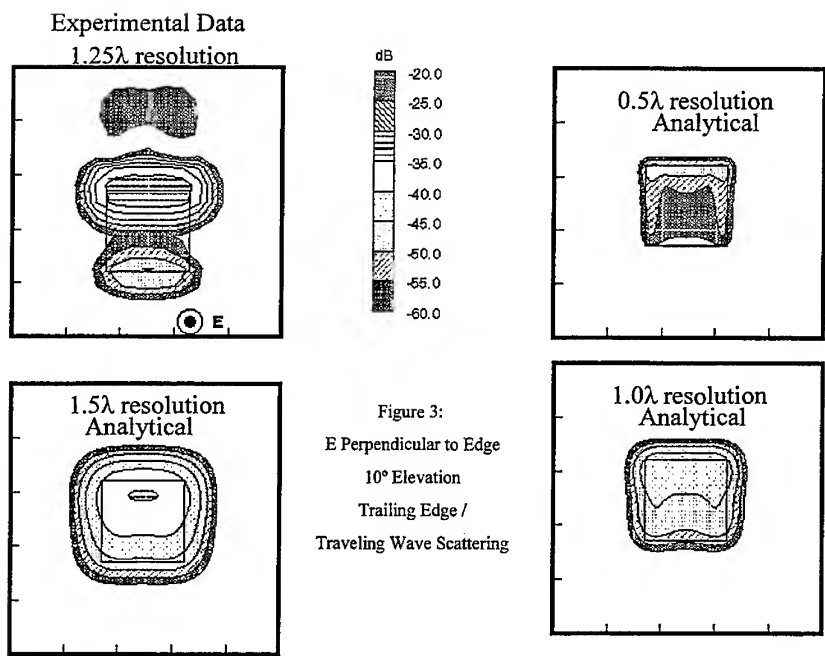 Experimental Data
1.25λ resolution
E
dB
-20.0
-25.0
-30.0
-35.0
-40.0
-45.0
-50.0
-55.0
-60.0
0.5λ resolution
Analytical
1.5λ resolution
Analytical
Figure 3:
E Perpendicular to Edge
10° Elevation
Trailing Edge /
Traveling Wave Scattering
1.0λ resolution
Analytical